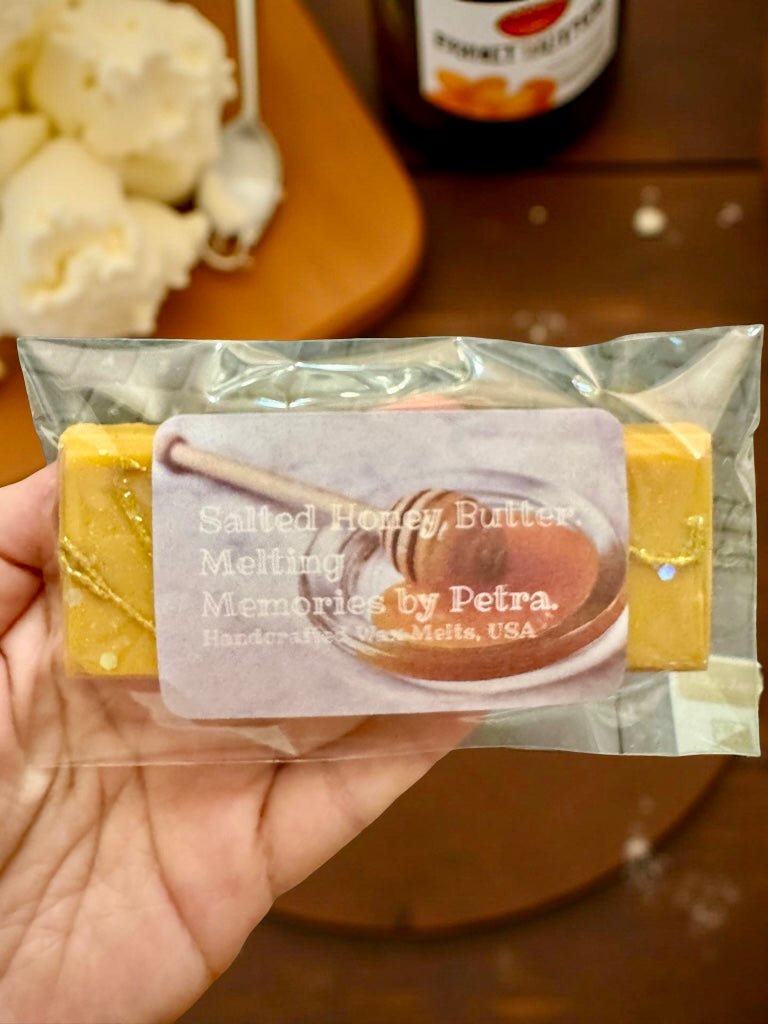 Salted Honey Butter.
Melting
Memories by Petra.
Handcrafted Wax Melts, USA